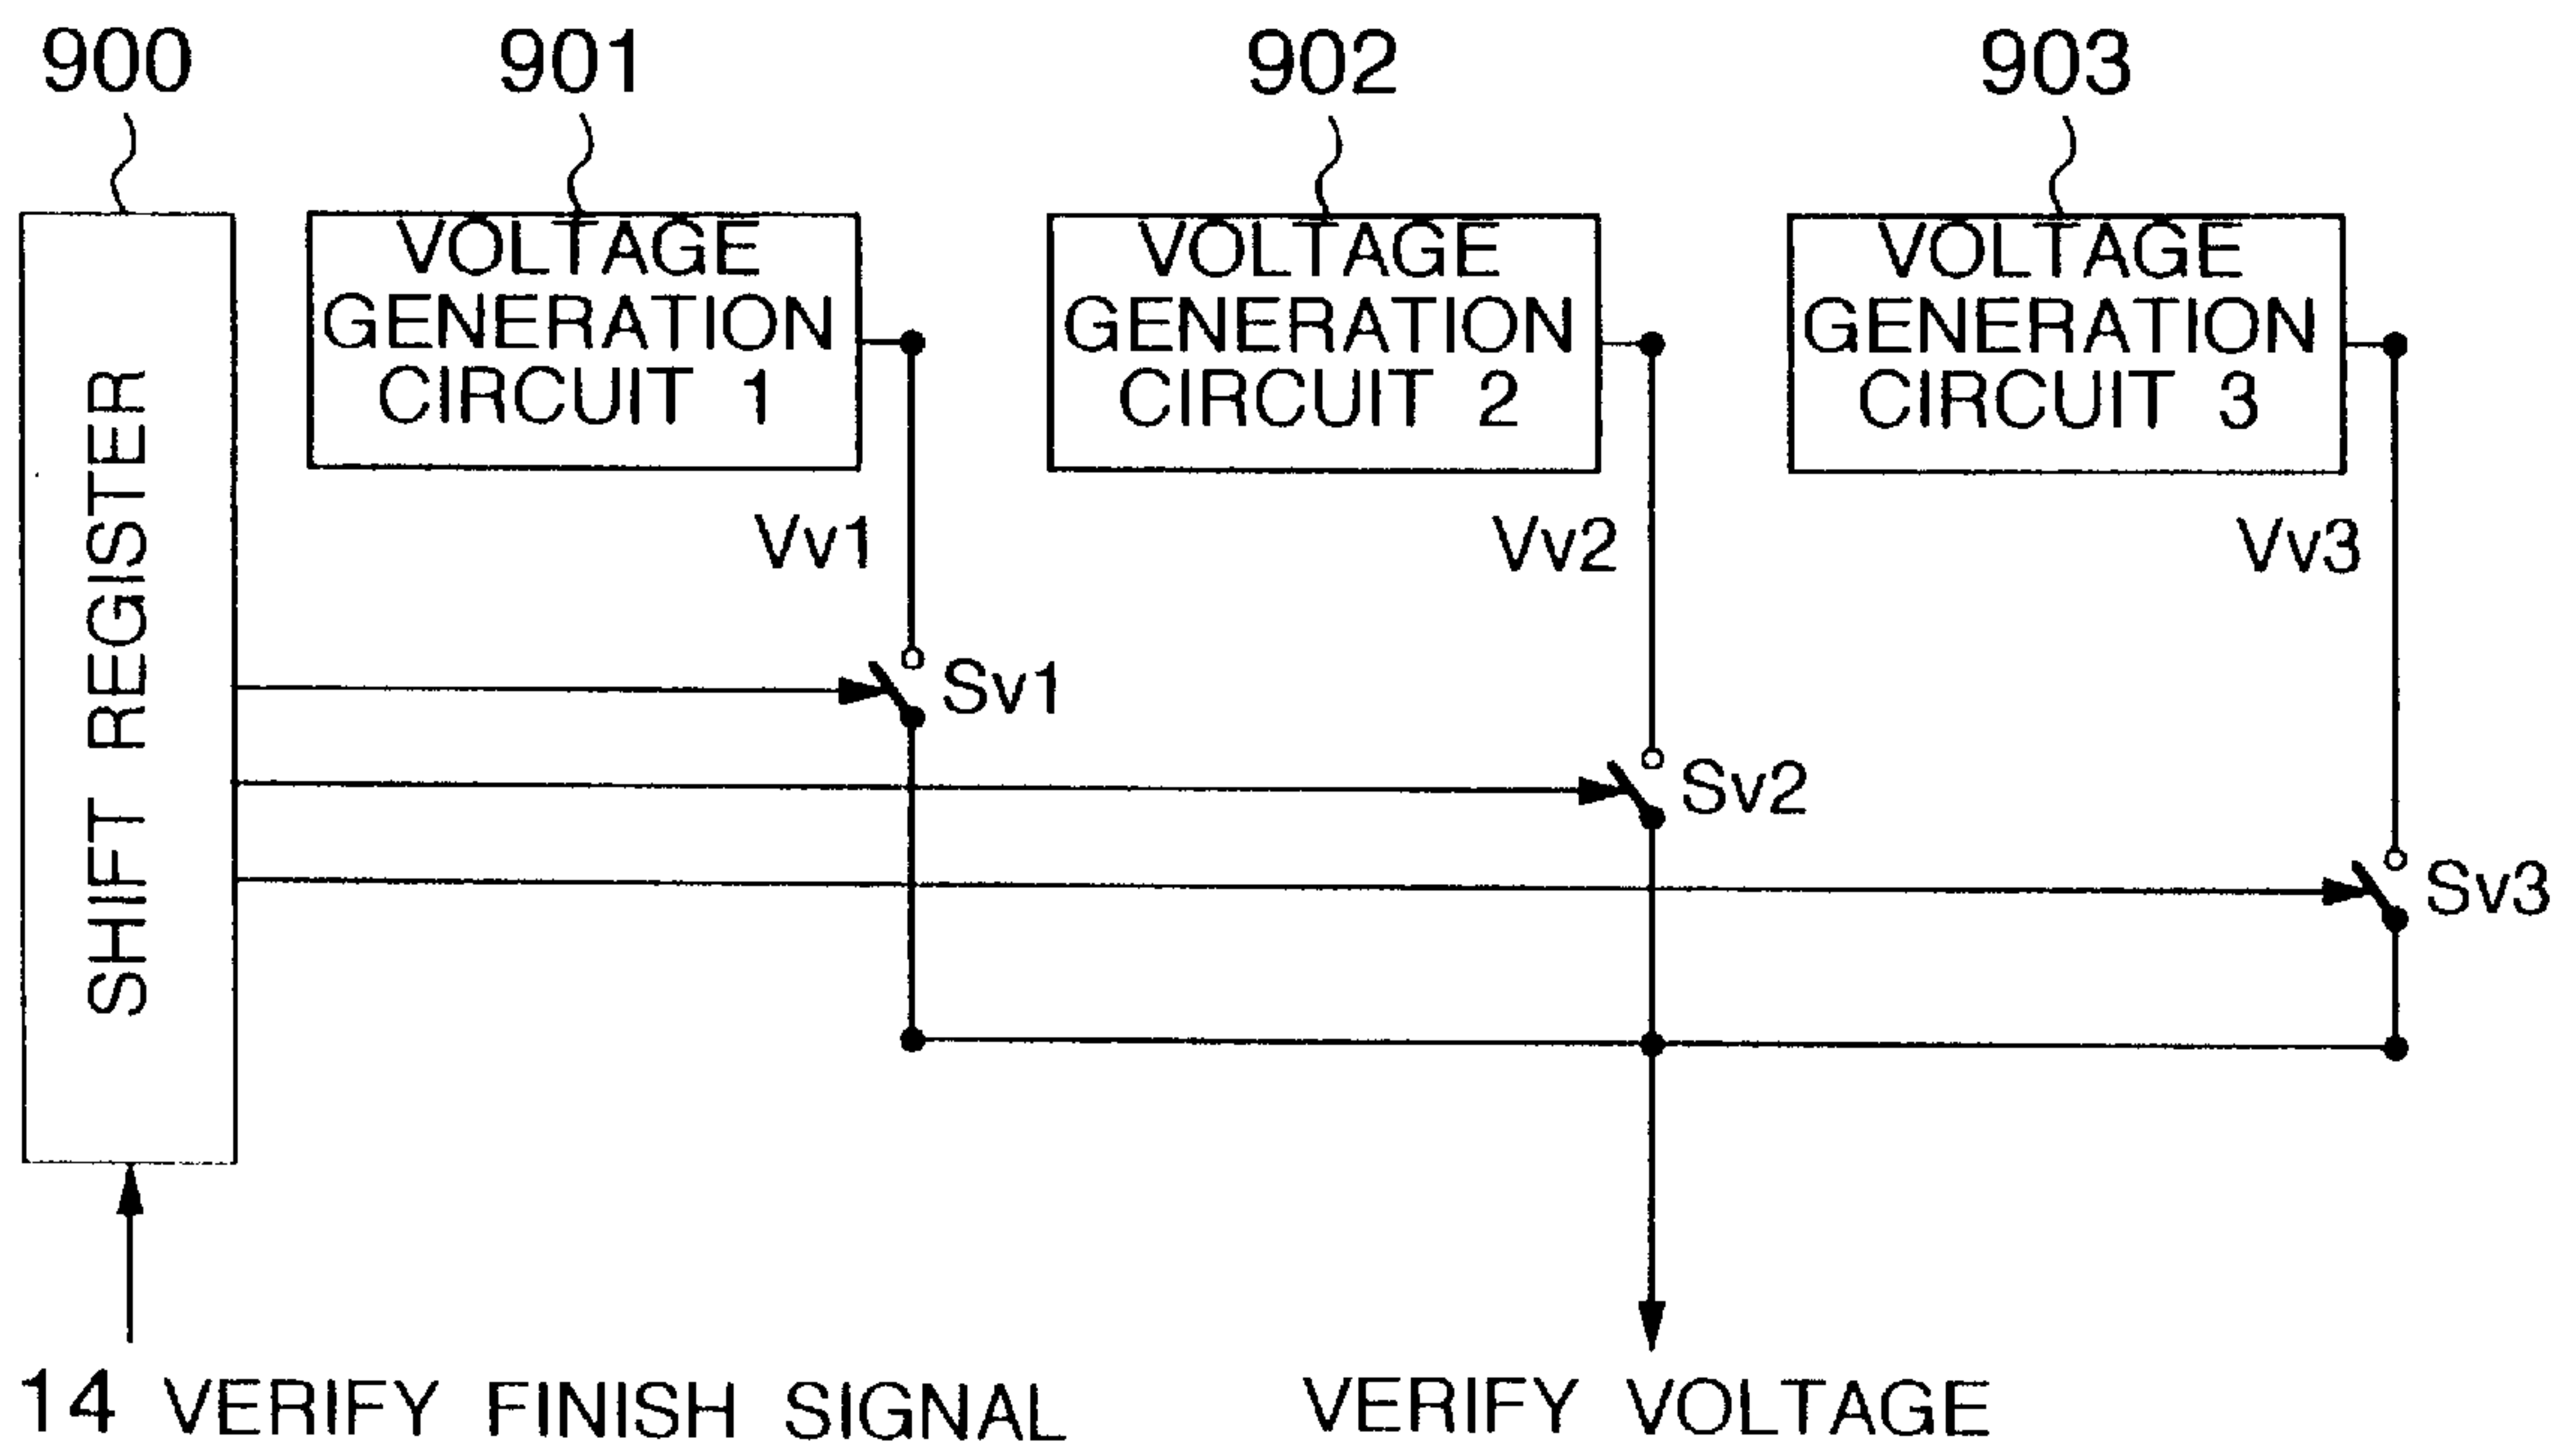 900
901
902
903
SHIFT REGISTER
VOLTAGE
GENERATION
CIRCUIT 1
VOLTAGE
GENERATION
CIRCUIT 2
VOLTAGE
GENERATION
CIRCUIT 3
Vv1
Vv2
Vv3
Sv1
Sv2
Sv3
14 VERIFY FINISH SIGNAL
VERIFY VOLTAGE